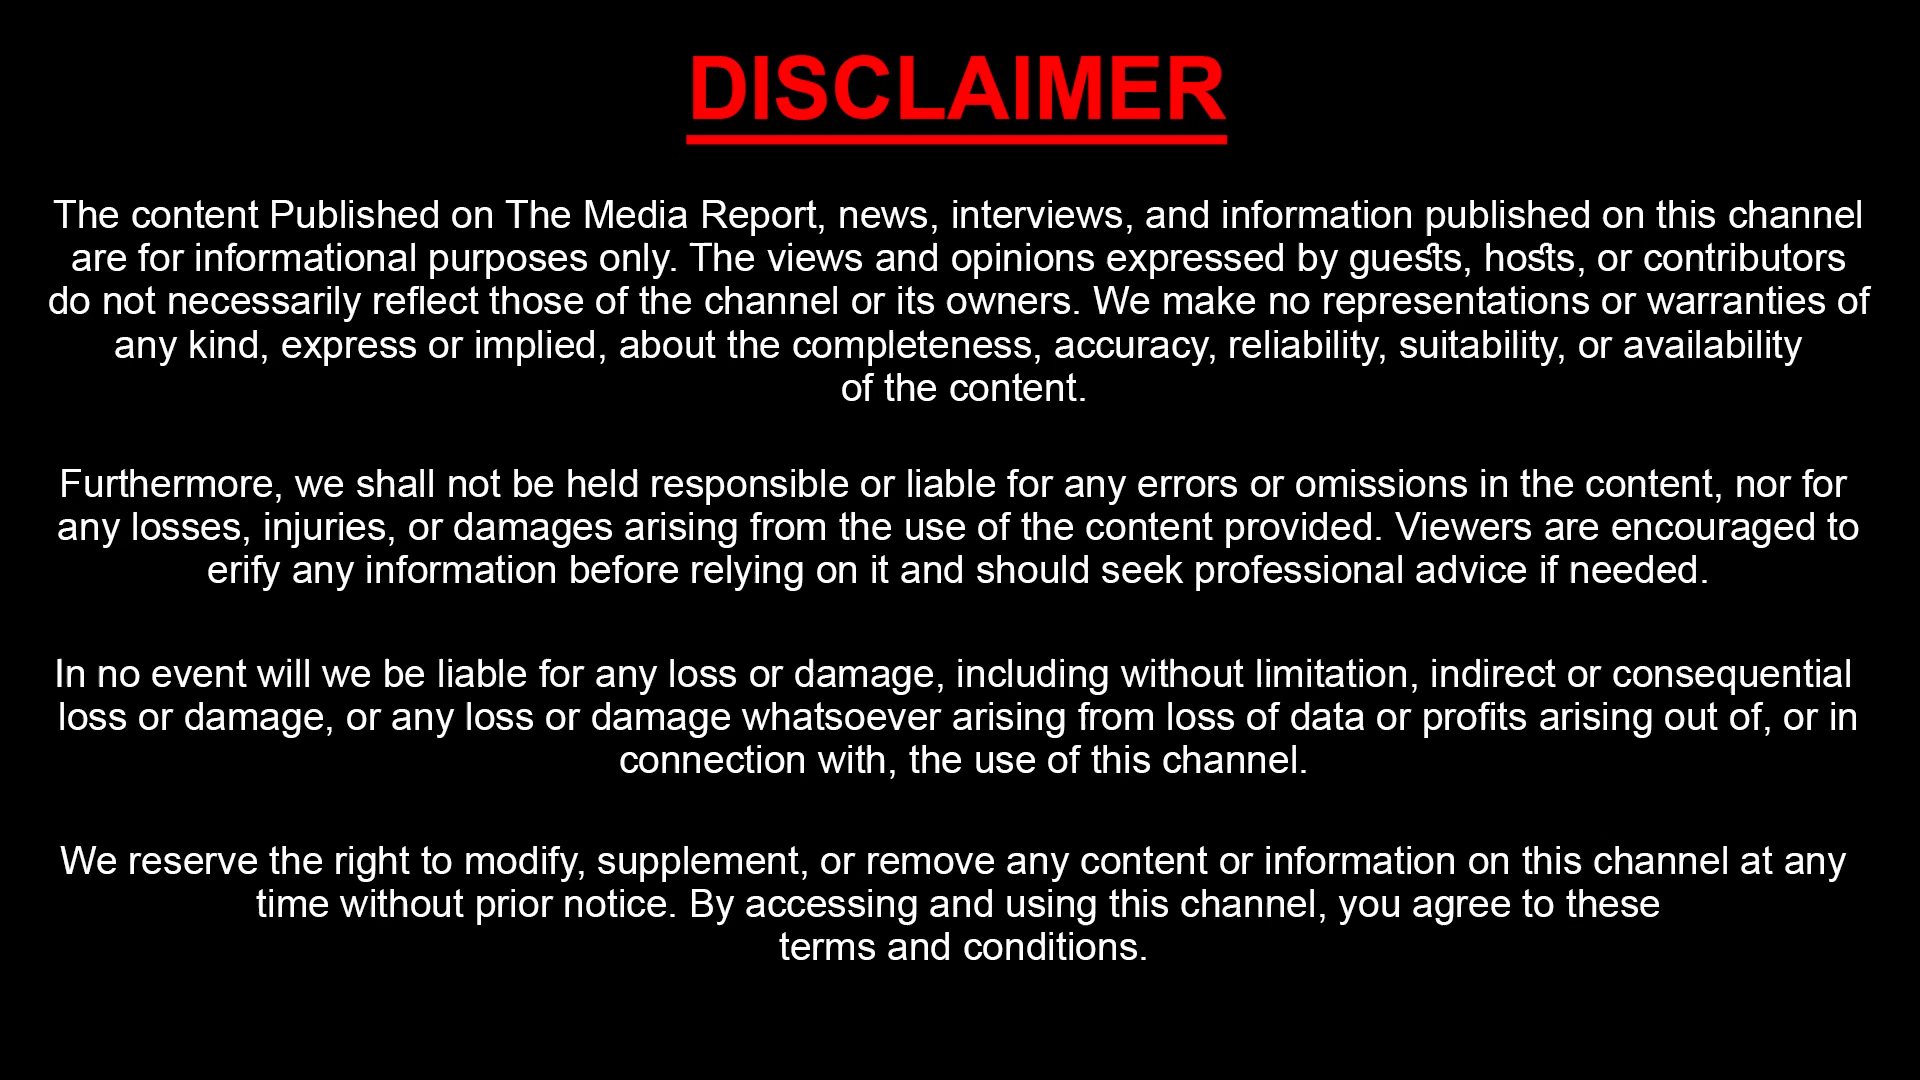 DISCLAIMER
The content Published on The Media Report, news, interviews, and information published on this channel
are for informational purposes only. The views and opinions expressed by guests, hosts, or contributors
do not necessarily reflect those of the channel or its owners. We make no representations or warranties of
any kind, express or implied, about the completeness, accuracy, reliability, suitability, or availability
of the content.
Furthermore, we shall not be held responsible or liable for any errors or omissions in the content, nor for
any losses, injuries, or damages arising from the use of the content provided. Viewers are encouraged to
erify any information before relying on it and should seek professional advice if needed.
In no event will we be liable for any loss or damage, including without limitation, indirect or consequential
loss or damage, or any loss or damage whatsoever arising from loss of data or profits arising out of, or in
connection with, the use of this channel.
We reserve the right to modify, supplement, or remove any content or information on this channel at any
time without prior notice. By accessing and using this channel, you agree to these
terms and conditions.